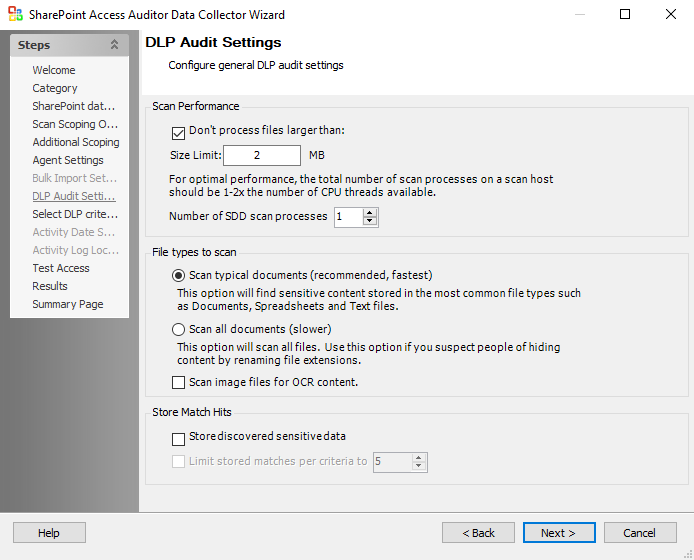 SharePoint Access Auditor Data Collector Wizard
Steps
Welcome
Category
SharePoint dat...
Scan Scoping O...
Additional Scoping
Agent Settings
Bulk Import Set...
DLP Audit Setti...
Select DLP crite...
Activity Date S...
Activity Log Loc...
Test Access
Results
Summary Page
DLP Audit Settings
Configure general DLP audit settings
Scan Performance
Don't process files larger than:
Size Limit: 2 MB
For optimal performance, the total number of scan processes on a scan host
should be 1-2x the number of CPU threads available.
Number of SDD scan processes 1
File types to scan
Scan typical documents (recommended, fastest)
This option will find sensitive content stored in the most common file types such
as Documents, Spreadsheets and Text files.
Scan all documents (slower)
This option will scan all files. Use this option if you suspect people of hiding
content by renaming file extensions.
Scan image files for OCR content.
Store Match Hits
Store discovered sensitive data
Limit stored matches per criteria to 5
Help
< Back
Next >
Cancel